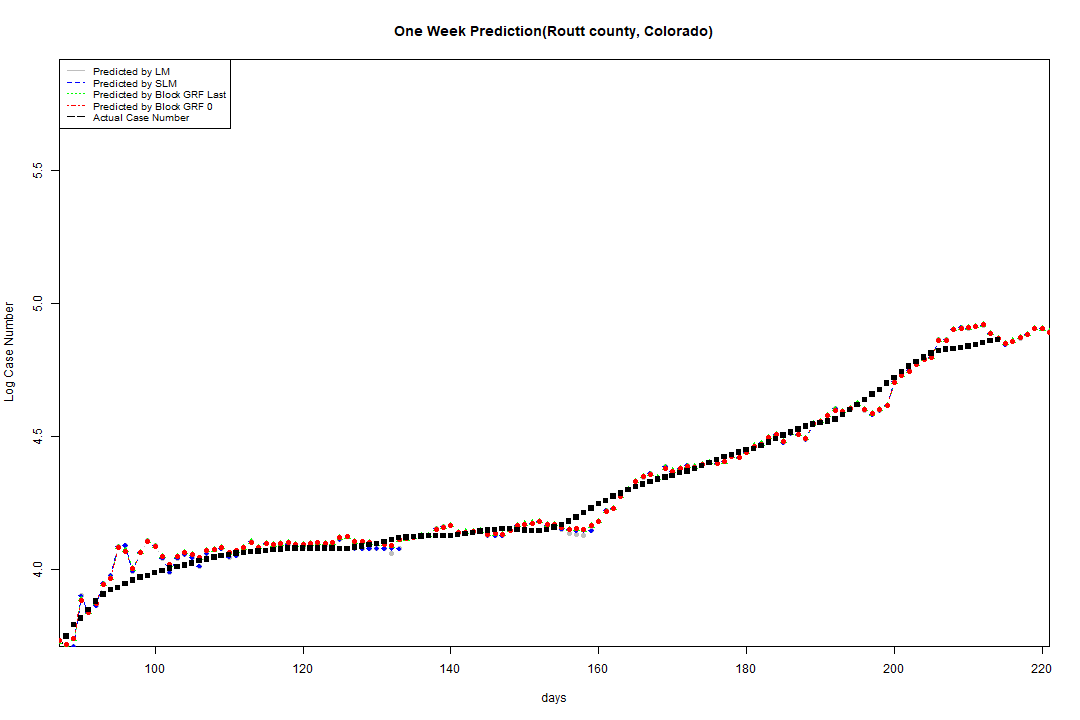 One Week Prediction(Routt county, Colorado)
Predicted by LM
Predicted by SLM
Predicted by Block GRF Last
Predicted by Block GRF 0
Actual Case Number
5.5
5.0
4.5
4.0
Log Case Number
100 120 140 160 180 200 220
days